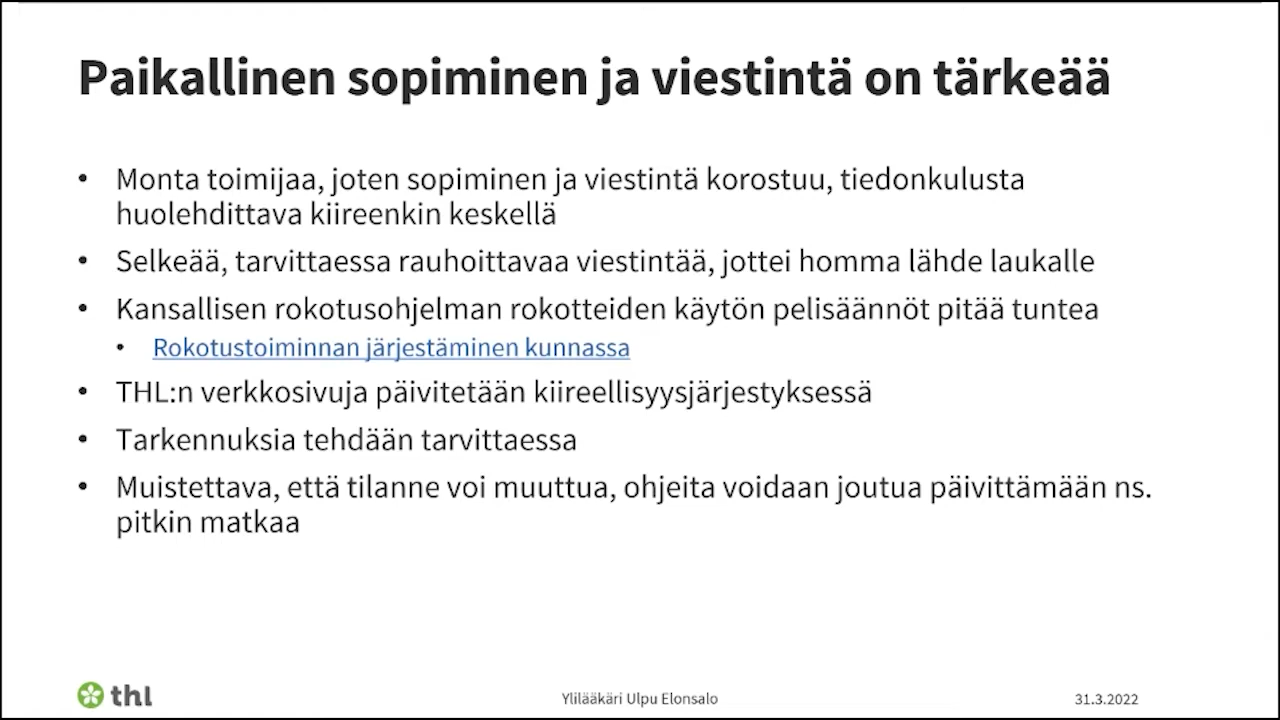 Paikallinen sopiminen ja viestintä on tärkeää
• Monta toimijaa, joten sopiminen ja viestintä korostuu, tiedonkulusta
huolehdittava kiireenkin keskellä
• Selkeää, tarvittaessa rauhoittavaa viestintää, jottei homma lähde laukalle
• Kansallisen rokotusohjelman rokotteiden käytön pelisäännöt pitää tuntea
• Rokotustoiminnan järjestäminen kunnassa
• THL:n verkkosivuja päivitetään kiireellisyysjärjestyksessä
• Tarkennuksia tehdään tarvittaessa
• Muistettava, että tilanne voi muuttua, ohjeita voidaan joutua päivittämään ns.
pitkin matkaa
thl
Ylilääkäri Ulpu Elonsalo
31.3.2022